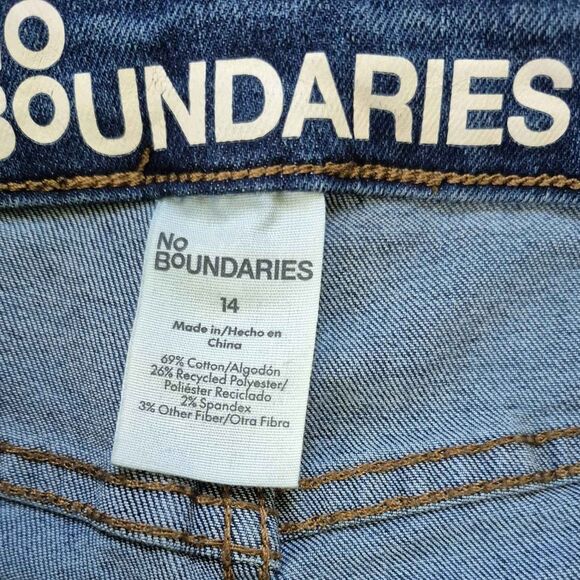 NO
BOUNDARIES
NO
BOUNDARIES
14
Made in/Hecho en
China
69% Cotton/Algodón
26% Recycled Polyester/
Poliéster Reciclado
2% Spandex
3% Other Fiber/Otra Fibra